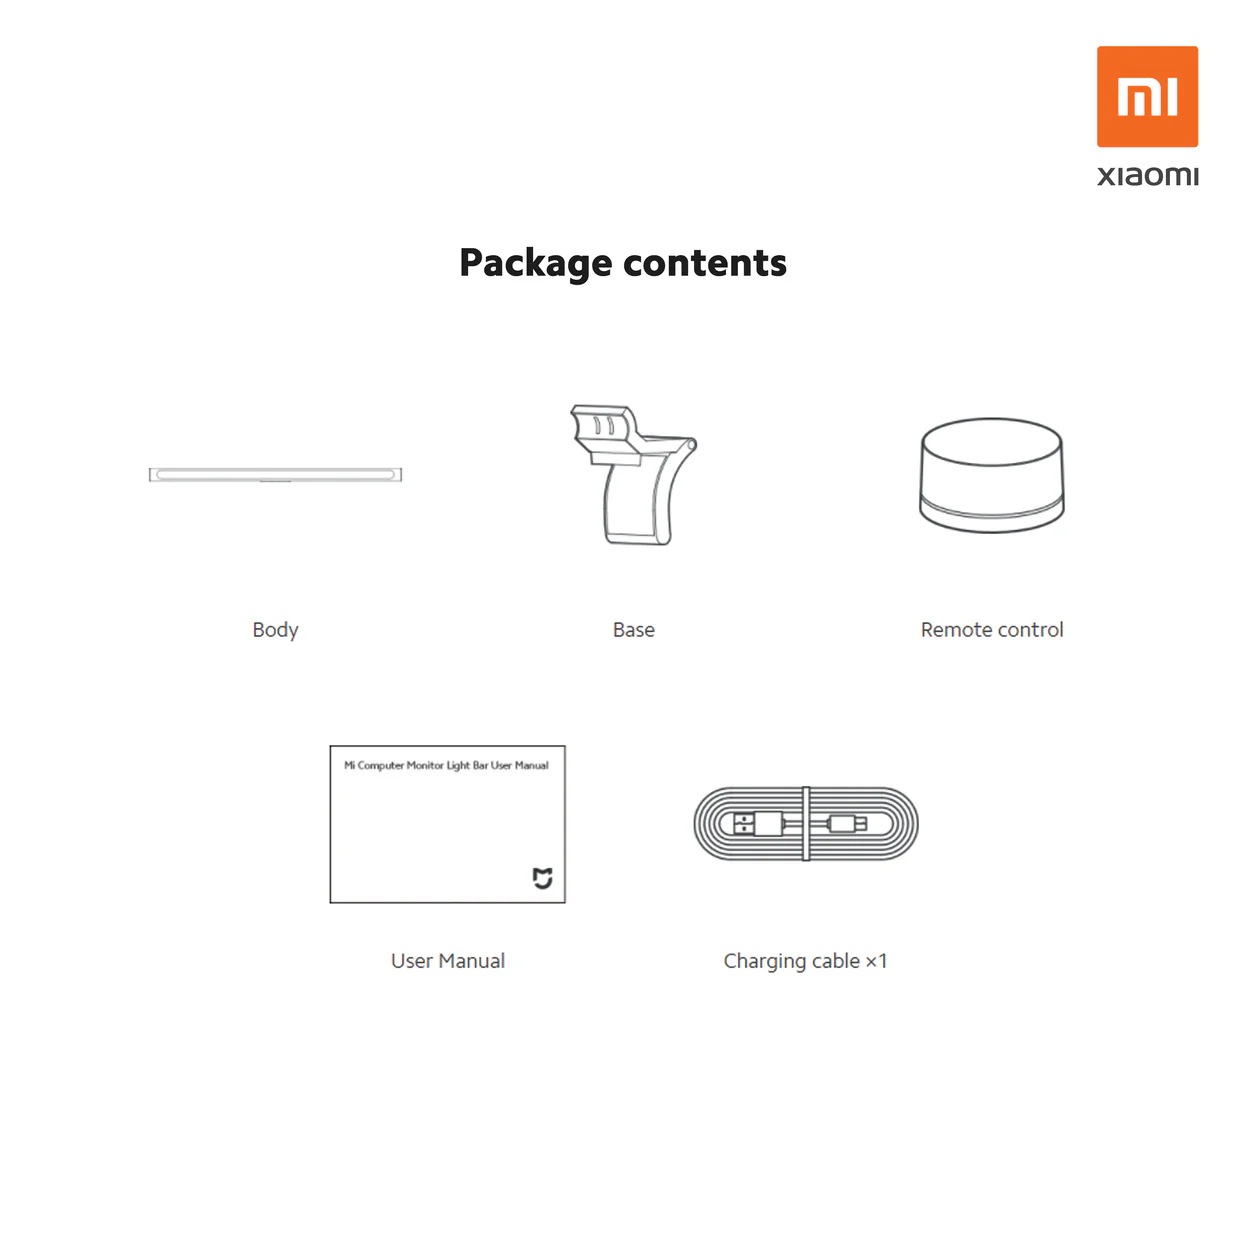 mi
xiaomi
Package contents
Body
Base
Remote control
Mi Computer Monitor Light Bar User Manual
User Manual
Charging cable ×1